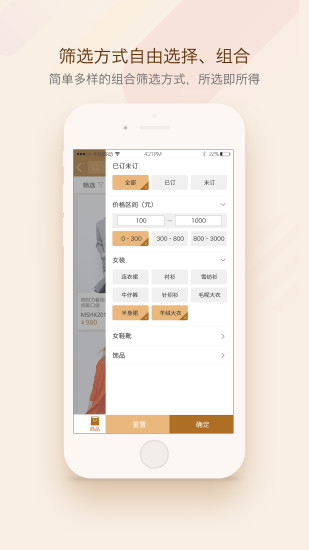 筛选方式自由选择、组合
简单多样的组合筛选方式，所选即所得
4:21PM
22%
筛选
已订未订
全部 已订 未订
价格区间（元）
100 — 1000
0 - 300 300 - 800 800 - 3000
女装
连衣裙 衬衫 雪纺衫
牛仔裤 针织衫 毛呢大衣
半身裙 羊绒大衣
女鞋靴
饰品
MSHK201
¥980
商品
重置 确定